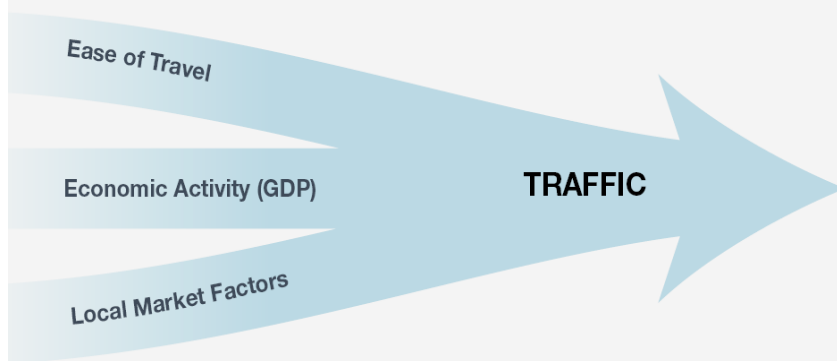 Ease of Travel
Economic Activity (GDP)
TRAFFIC
Local Market Factors